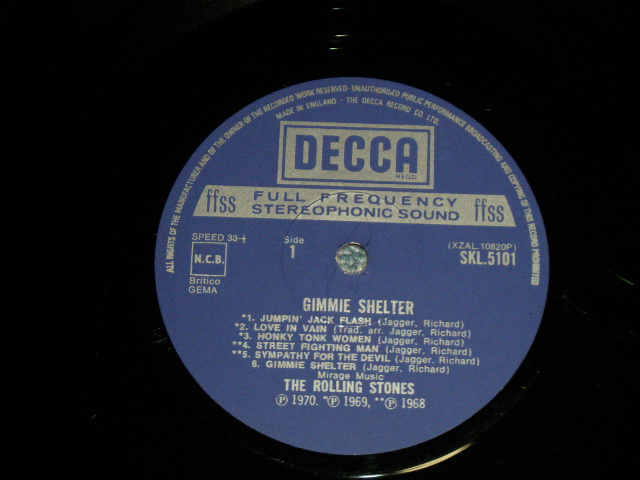 ALL RIGHTS OF THE MANUFACTURER AND OF THE OWNER OF THE RECORDED WORK RESERVED · UNAUTHORISED PUBLIC PERFORMANCE BROADCASTING AND COPYING OF THIS RECORD PROHIBITED
MADE IN ENGLAND · THE DECCA RECORD CO. LTD.
DECCA
REGD
ffss FULL FREQUENCY STEREOPHONIC SOUND ffss
SPEED 33⅓
Side 1
(XZAL.10820P)
SKL.5101
N.C.B.
Britico
GEMA
GIMMIE SHELTER
*1. JUMPIN' JACK FLASH (Jagger, Richard)
*2. LOVE IN VAIN (Trad. arr. Jagger, Richard)
*3. HONKY TONK WOMEN (Jagger, Richard)
**4. STREET FIGHTING MAN (Jagger, Richard)
**5. SYMPATHY FOR THE DEVIL (Jagger, Richard)
6. GIMMIE SHELTER (Jagger, Richard)
Mirage Music
THE ROLLING STONES
℗ 1970. *℗ 1969, **℗ 1968